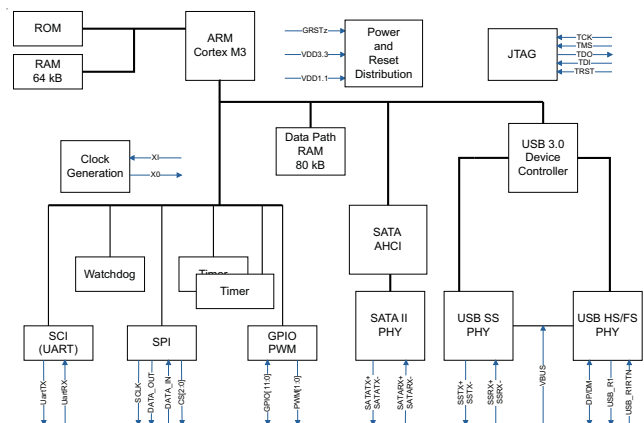 ROM
RAM
64 kB
ARM
Cortex M3
GRSTz
VDD3.3
VDD1.1
Power
and
Reset
Distribution
JTAG
TCK
TMS
TDO
TDI
TRST
Clock
Generation
XI
X0
Data Path
RAM
80 kB
USB 3.0
Device
Controller
SATA
AHCI
Watchdog
Timer
Timer
SCI
(UART)
SPI
GPIO
PWM
SATA II
PHY
USB SS
PHY
USB HS/FS
PHY
UartTX
UartRX
SCLK
DATA_OUT
DATA_IN
CS[2:0]
GPIO[11:0]
PWM[1:0]
SATATX+
SATATX-
SATARX+
SATARX-
SSTX+
SSTX-
SSRX+
SSRX-
VBUS
DP/DM
USB_R1
USB_R1RTN